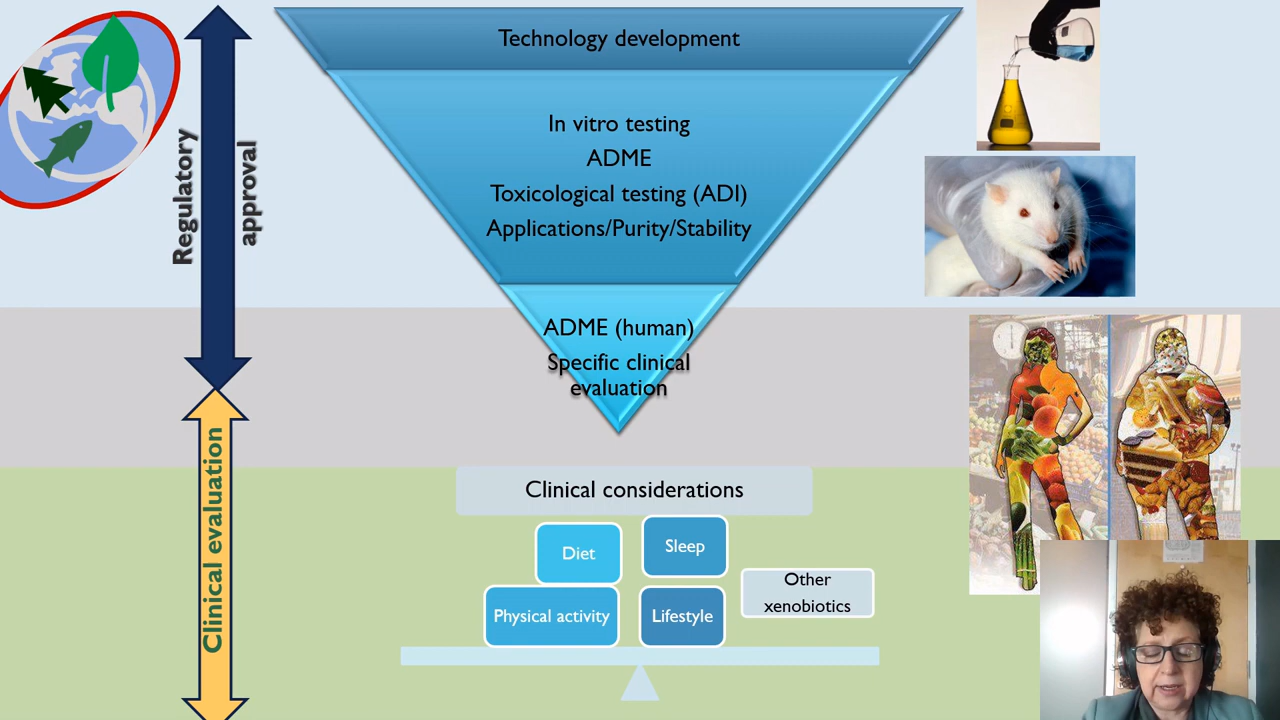 Technology development
In vitro testing
ADME
Toxicological testing (ADI)
Applications/Purity/Stability
Regulatory
approval
ADME (human)
Specific clinical
evaluation
Clinical evaluation
Clinical considerations
Diet
Sleep
Other
xenobiotics
Physical activity
Lifestyle